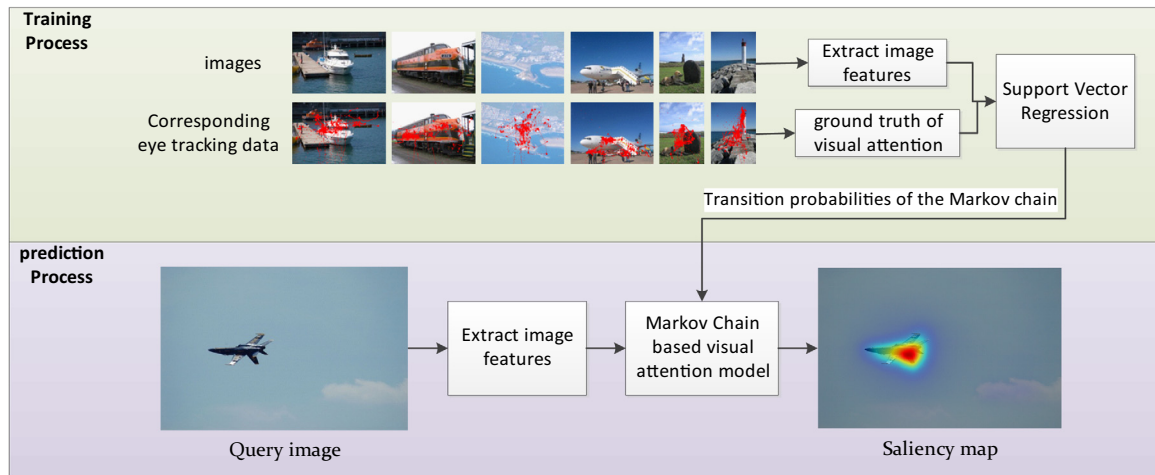 Training
Process
images
Corresponding
eye tracking data
Extract image
features
ground truth of
visual attention
Support Vector
Regression
Transition probabilities of the Markov chain
prediction
Process
Extract image
features
Markov Chain
based visual
attention model
Query image
Saliency map